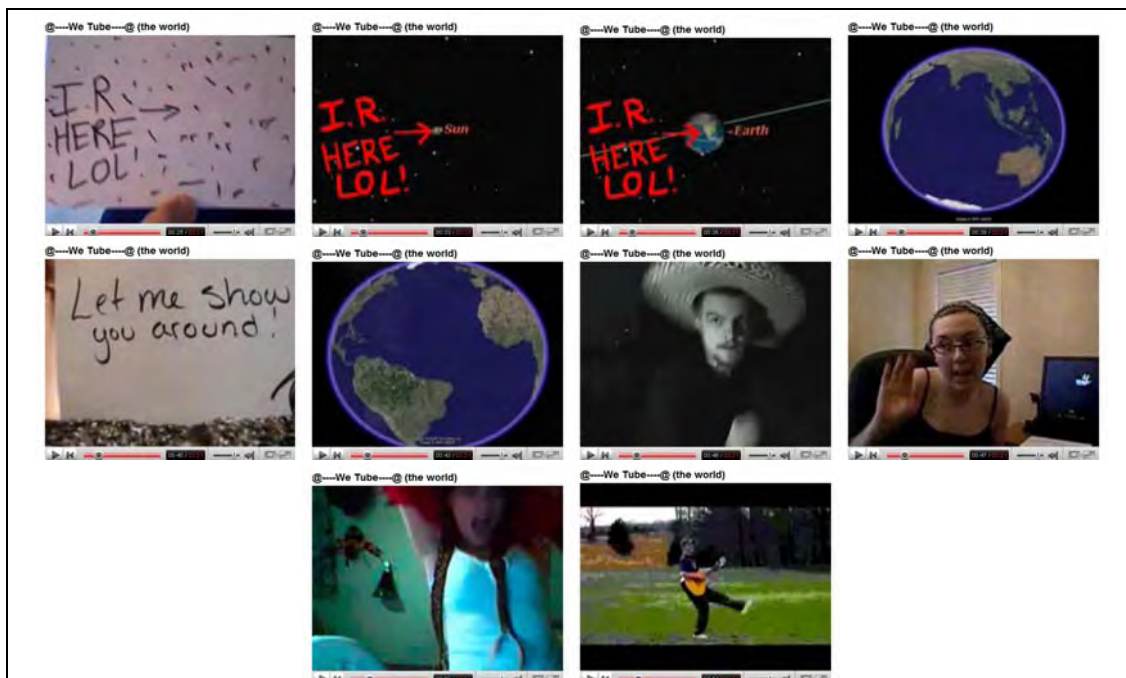 @----We Tube----@ (the world)
@----We Tube----@ (the world)
@----We Tube----@ (the world)
@----We Tube----@ (the world)
I.R.
HERE
LOL!
I.R.
HERE
LOL!
Sun
I.R.
HERE
LOL!
Earth
@----We Tube----@ (the world)
@----We Tube----@ (the world)
@----We Tube----@ (the world)
@----We Tube----@ (the world)
Let me show
you around!
@----We Tube----@ (the world)
@----We Tube----@ (the world)